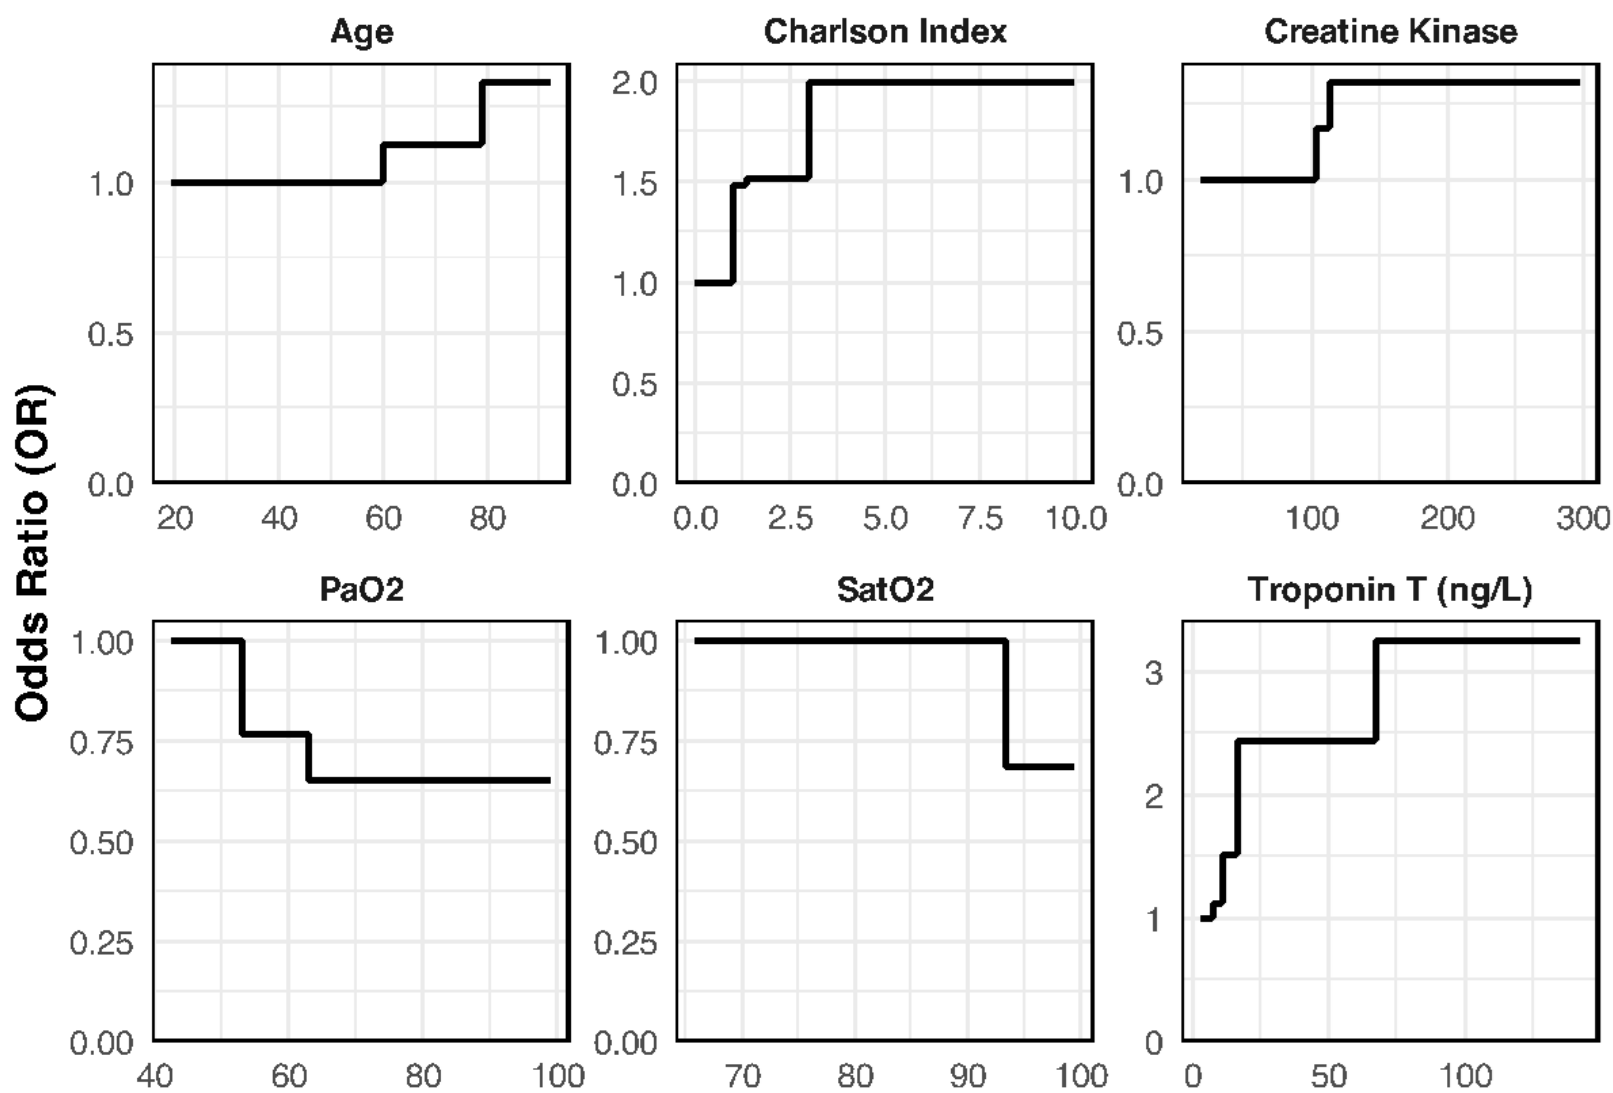 Age
Charlson Index
Creatine Kinase
1.0
0.5
0.0
20 40 60 80
2.0
1.5
1.0
0.5
0.0
0.0 2.5 5.0 7.5 10.0
1.0
0.5
0.0
100 200 300
Odds Ratio (OR)
PaO2
SatO2
Troponin T (ng/L)
1.00
0.75
0.50
0.25
0.00
40 60 80 100
1.00
0.75
0.50
0.25
0.00
70 80 90 100
3
2
1
0
0 50 100